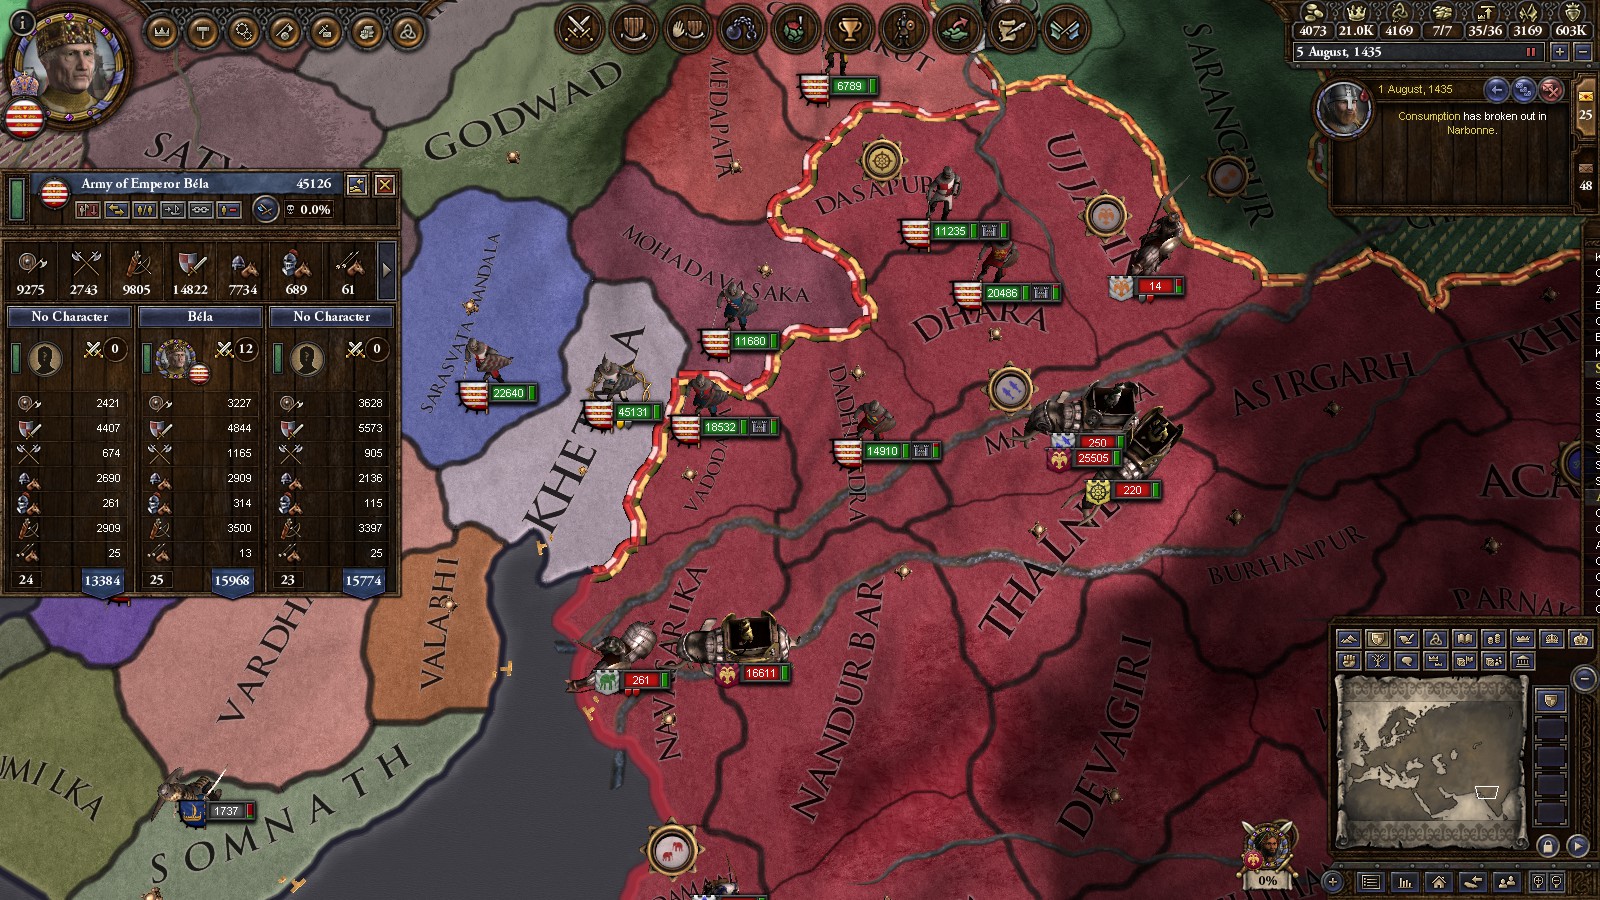 4073 21.0K 4169 7/7 35/36 3169 603K
5 August, 1435
1 August, 1435
Consumption has broken out in
Narbonne.
25
48
Army of Emperor Béla 45126
0.0%
9275 2743 9805 14822 7734 689 61
No Character Béla No Character
0 12 0
2421 3227 3628
4407 4844 5573
674 1165 905
2690 2909 2136
261 314 115
2909 3500 3397
25 13 25
24 13384 25 15968 23 15774
GODWAD
MEDAPATA
6789
SARANGPUR
DASAPUR
UJJAIN
11235
MOHADAVASAKA
20486
14
DHARA
11680
SARASVATA MANDALA
22640
KHETAKA
45131
18532
VADODARA
14910
ASIRGARH
250
25505
220
THALNER
BURHANPUR
PARNAK
NAVASARIKA
261
16611
NANDURBAR
DEVAGIRI
VALABHI
VARDHA
UMILKA
SOMNATH
1737
0%